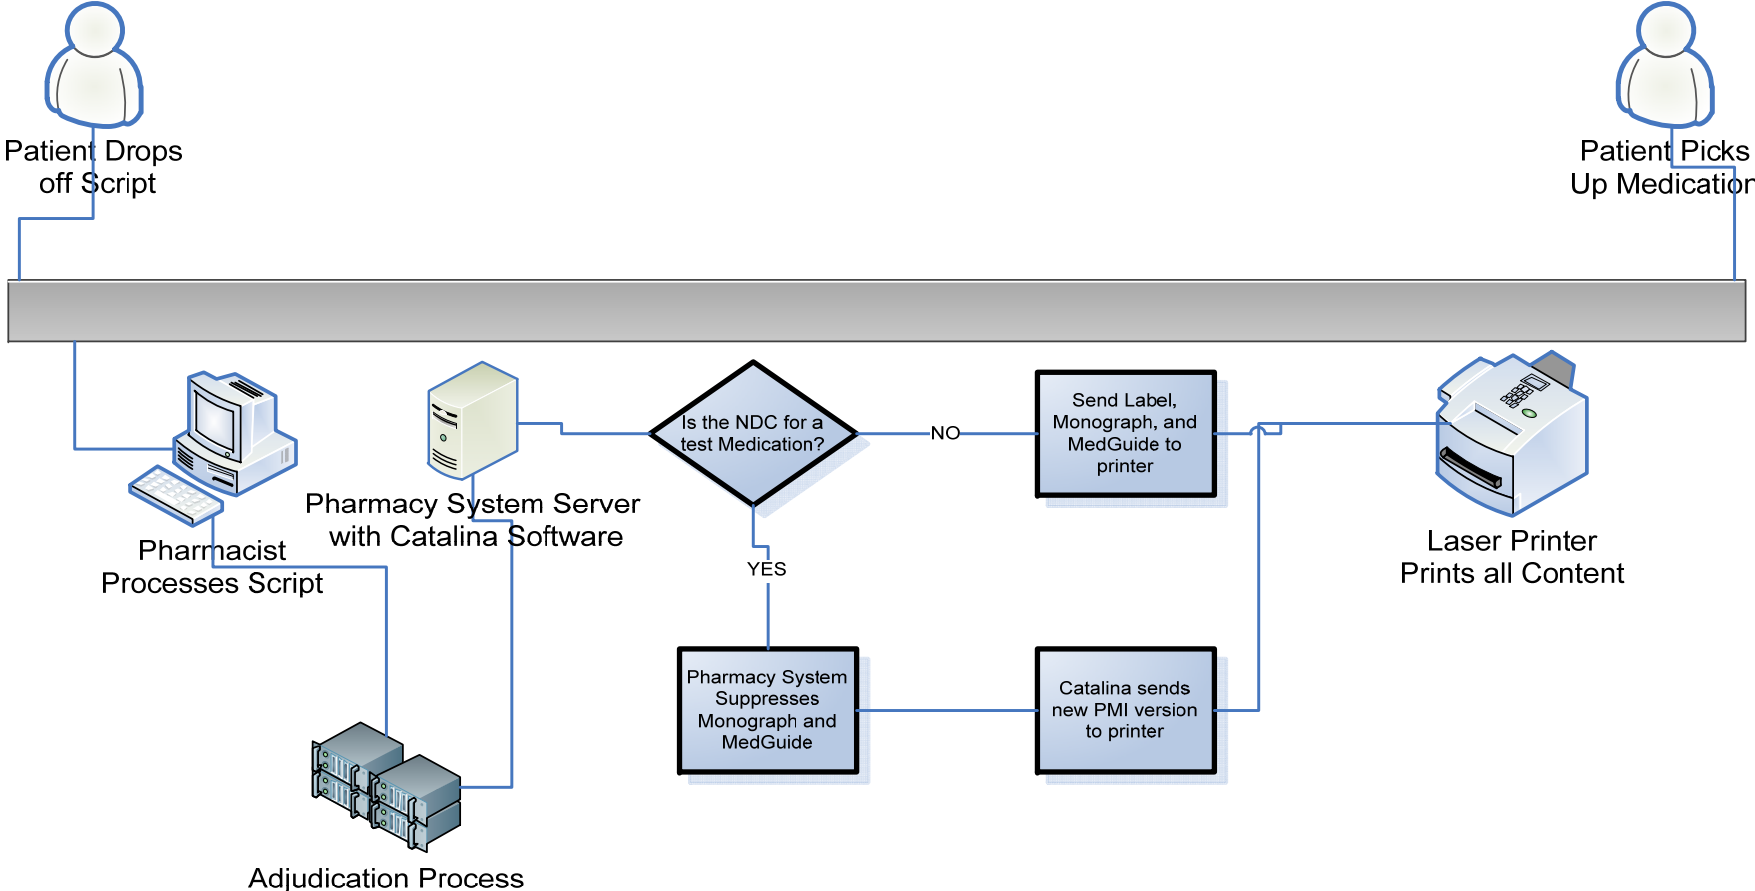 Patient Drops
off Script
Patient Picks
Up Medication
Is the NDC for a
test Medication?
NO
Send Label,
Monograph, and
MedGuide to
printer
Pharmacy System Server
with Catalina Software
Pharmacist
Processes Script
Laser Printer
Prints all Content
YES
Pharmacy System
Suppresses
Monograph and
MedGuide
Catalina sends
new PMI version
to printer
Adjudication Process